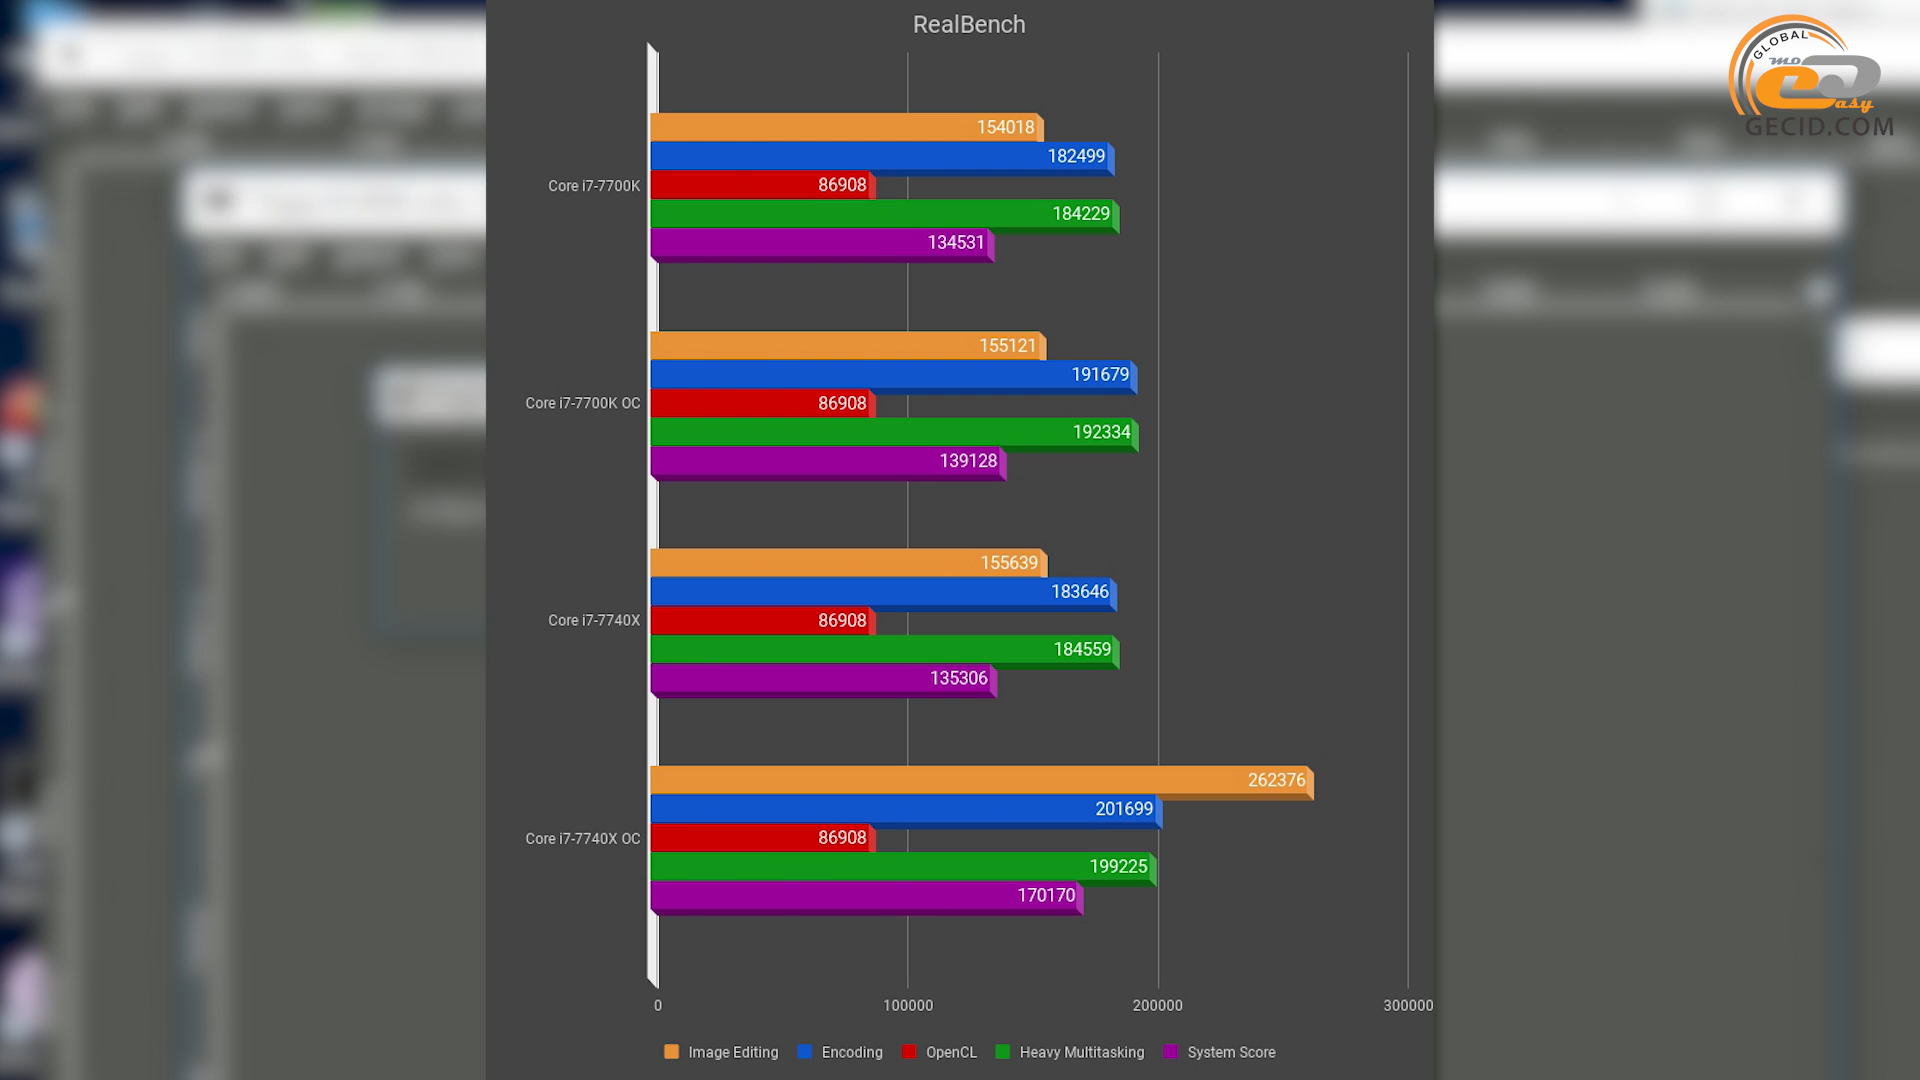 RealBench
GLOBAL
mo
easy
GECID.COM
Core i7-7700K
154018
182499
86908
184229
134531
Core i7-7700K OC
155121
191679
86908
192334
139128
Core i7-7740X
155639
183646
86908
184559
135306
Core i7-7740X OC
262376
201699
86908
199225
170170
0 100000 200000 300000
Image Editing Encoding OpenCL Heavy Multitasking System Score